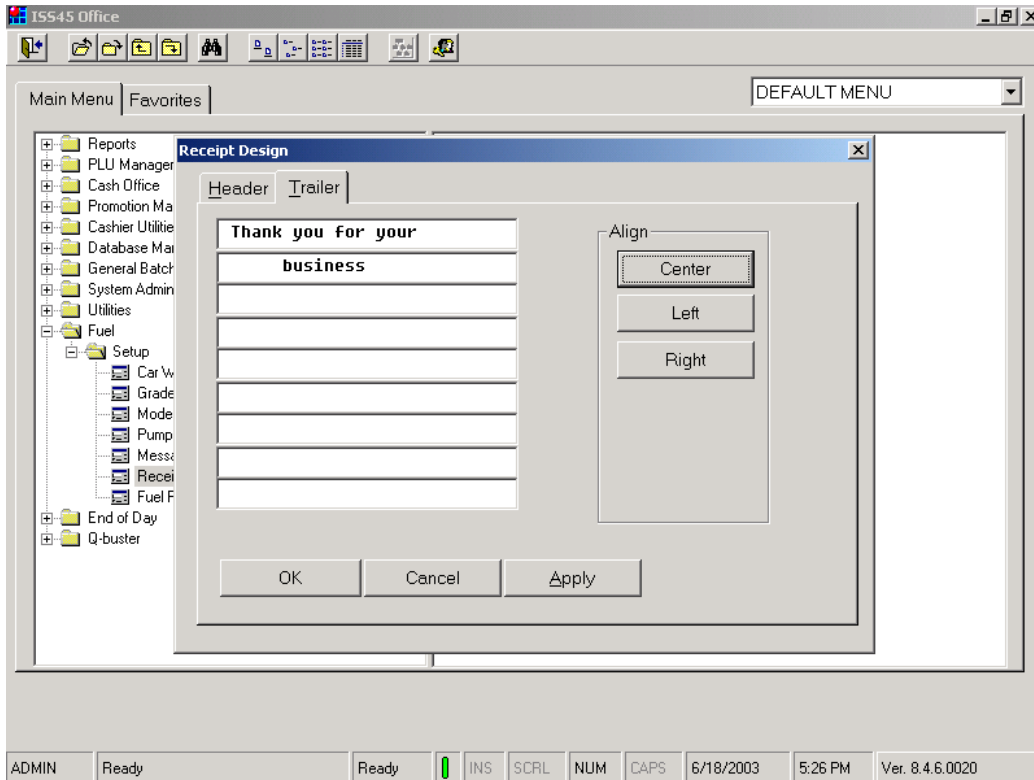 ISS45 Office
Main Menu
Favorites
DEFAULT MENU
Reports
PLU Manager
Cash Office
Promotion Ma
Cashier Utilitie
Database Mar
General Batch
System Admin
Utilities
Fuel
Setup
Car W
Grade
Mode
Pump
Messa
Recei
Fuel F
End of Day
Q-buster
Receipt Design
Header
Trailer
Thank you for your
business
Align
Center
Left
Right
OK
Cancel
Apply
ADMIN
Ready
Ready
INS
SCRL
NUM
CAPS
6/18/2003
5:26 PM
Ver. 8.4.6.0020